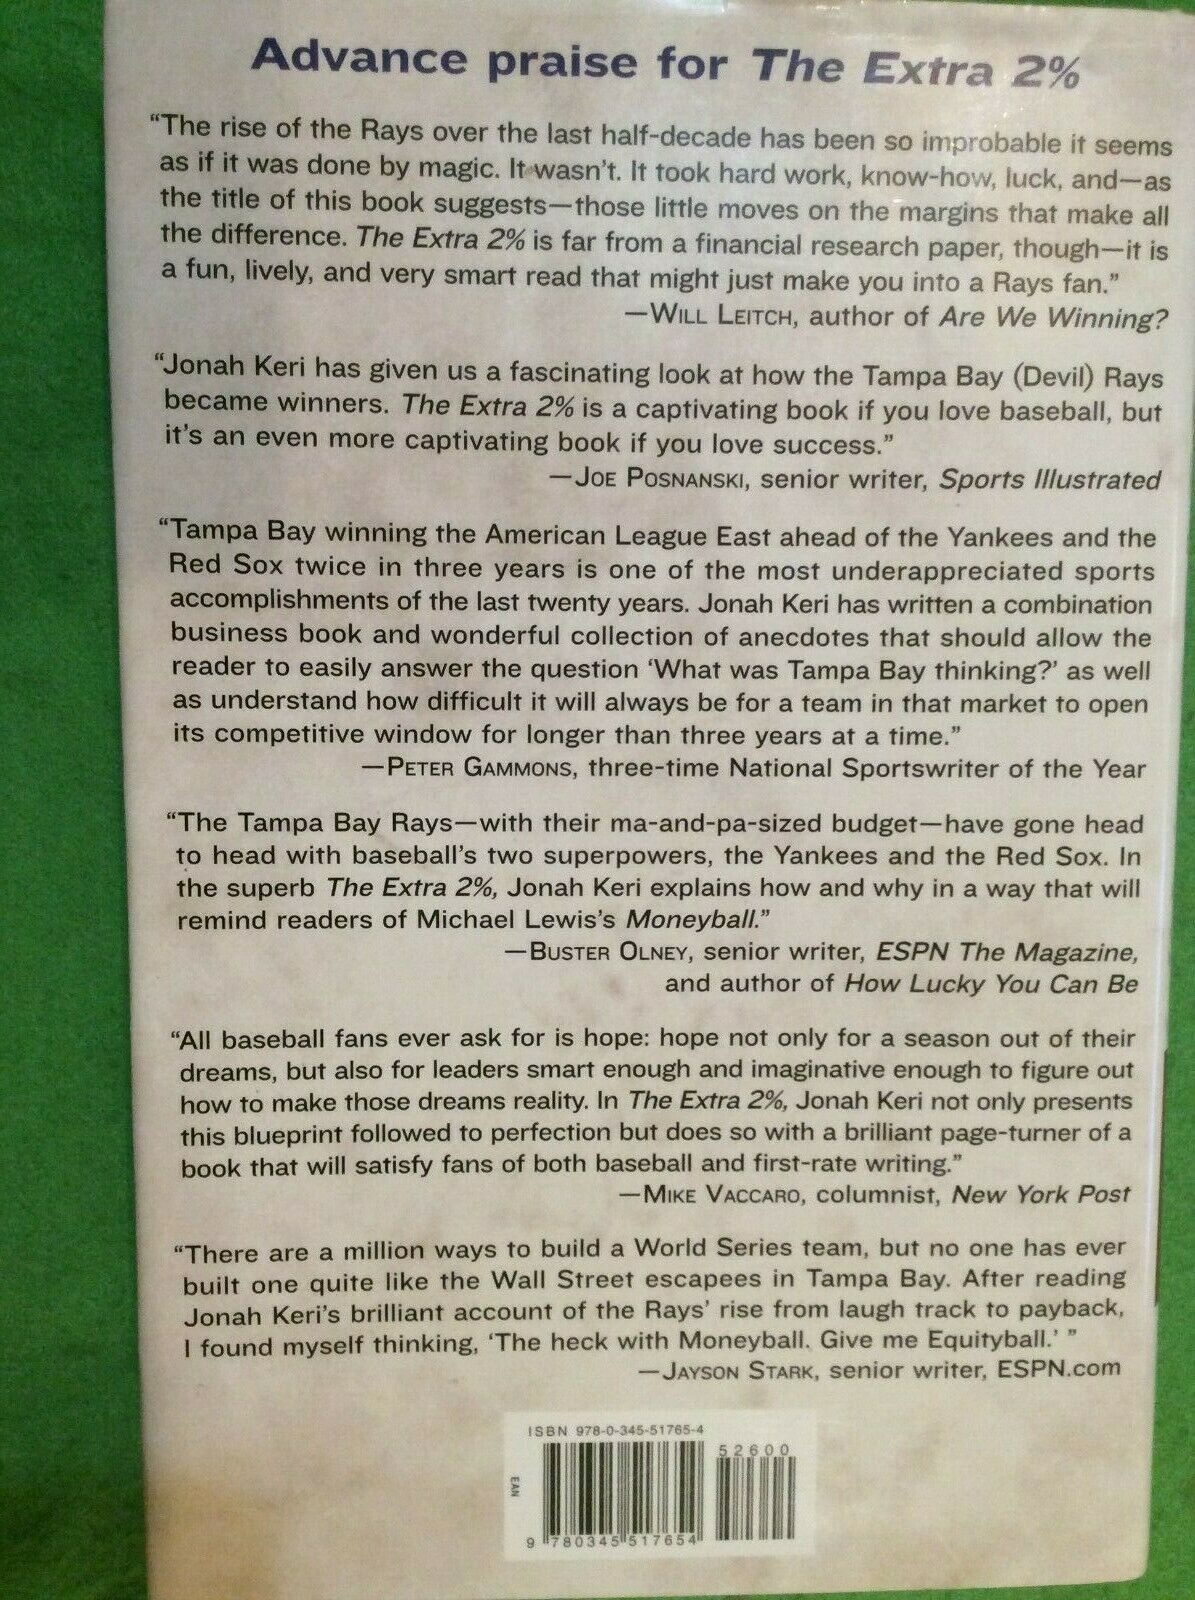 Advance praise for The Extra 2%
“The rise of the Rays over the last half-decade has been so improbable it seems
as if it was done by magic. It wasn't. It took hard work, know-how, luck, and—as
the title of this book suggests—those little moves on the margins that make all
the difference. The Extra 2% is far from a financial research paper, though—it is
a fun, lively, and very smart read that might just make you into a Rays fan.”
—WILL LEITCH, author of Are We Winning?
“Jonah Keri has given us a fascinating look at how the Tampa Bay (Devil) Rays
became winners. The Extra 2% is a captivating book if you love baseball, but
it's an even more captivating book if you love success.”
—JOE POSNANSKI, senior writer, Sports Illustrated
“Tampa Bay winning the American League East ahead of the Yankees and the
Red Sox twice in three years is one of the most underappreciated sports
accomplishments of the last twenty years. Jonah Keri has written a combination
business book and wonderful collection of anecdotes that should allow the
reader to easily answer the question ‘What was Tampa Bay thinking?’ as well
as understand how difficult it will always be for a team in that market to open
its competitive window for longer than three years at a time.”
—PETER GAMMONS, three-time National Sportswriter of the Year
“The Tampa Bay Rays—with their ma-and-pa-sized budget—have gone head
to head with baseball's two superpowers, the Yankees and the Red Sox. In
the superb The Extra 2%, Jonah Keri explains how and why in a way that will
remind readers of Michael Lewis's Moneyball.”
—BUSTER OLNEY, senior writer, ESPN The Magazine,
and author of How Lucky You Can Be
“All baseball fans ever ask for is hope: hope not only for a season out of their
dreams, but also for leaders smart enough and imaginative enough to figure out
how to make those dreams reality. In The Extra 2%, Jonah Keri not only presents
this blueprint followed to perfection but does so with a brilliant page-turner of a
book that will satisfy fans of both baseball and first-rate writing.”
—MIKE VACCARO, columnist, New York Post
“There are a million ways to build a World Series team, but no one has ever
built one quite like the Wall Street escapees in Tampa Bay. After reading
Jonah Keri's brilliant account of the Rays' rise from laugh track to payback,
I found myself thinking, ‘The heck with Moneyball. Give me Equityball.’ ”
—JAYSON STARK, senior writer, ESPN.com
ISBN 978-0-345-51765-4
52600
EAN
9 780345 517654